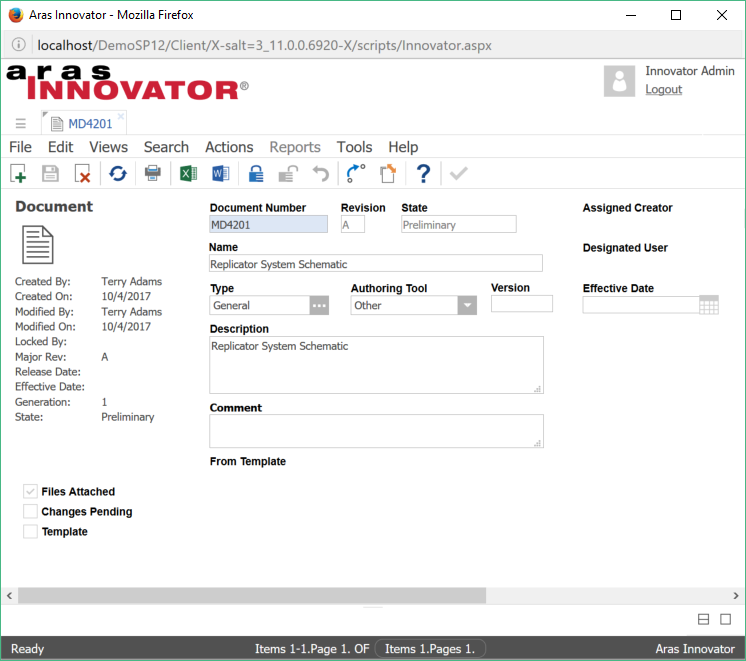 Aras Innovator - Mozilla Firefox
localhost/DemoSP12/Client/X-salt=3_11.0.0.6920-X/scripts/Innovator.aspx
aras
INNOVATOR®
Innovator Admin
Logout
MD4201
File Edit Views Search Actions Reports Tools Help
Document
Created By: Terry Adams
Created On: 10/4/2017
Modified By: Terry Adams
Modified On: 10/4/2017
Locked By:
Major Rev: A
Release Date:
Effective Date:
Generation: 1
State: Preliminary
Files Attached
Changes Pending
Template
Document Number Revision State
MD4201 A Preliminary
Name
Replicator System Schematic
Type Authoring Tool Version
General Other
Description
Replicator System Schematic
Comment
From Template
Assigned Creator
Designated User
Effective Date
Ready Items 1-1.Page 1. OF Items 1.Pages 1. Aras Innovator